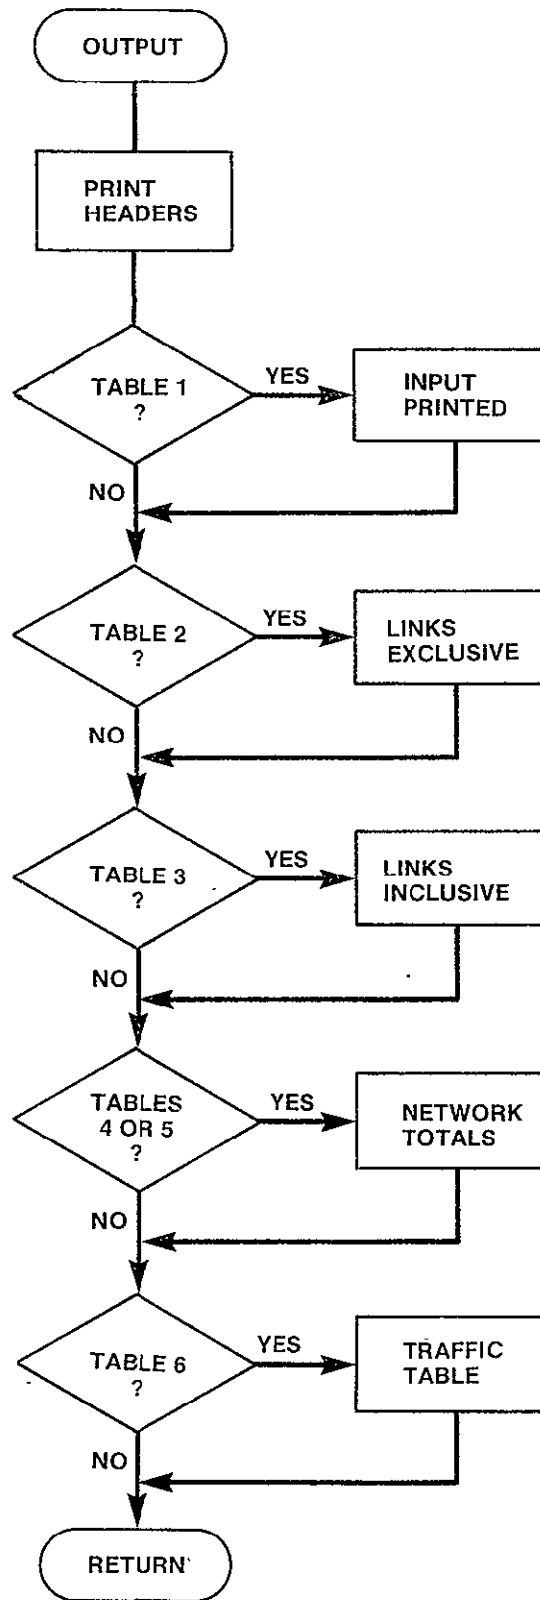 OUTPUT
PRINT
HEADERS
TABLE 1
?
YES
INPUT
PRINTED
NO
TABLE 2
?
YES
LINKS
EXCLUSIVE
NO
TABLE 3
?
YES
LINKS
INCLUSIVE
NO
TABLES
4 OR 5
?
YES
NETWORK
TOTALS
NO
TABLE 6
?
YES
TRAFFIC
TABLE
NO
RETURN